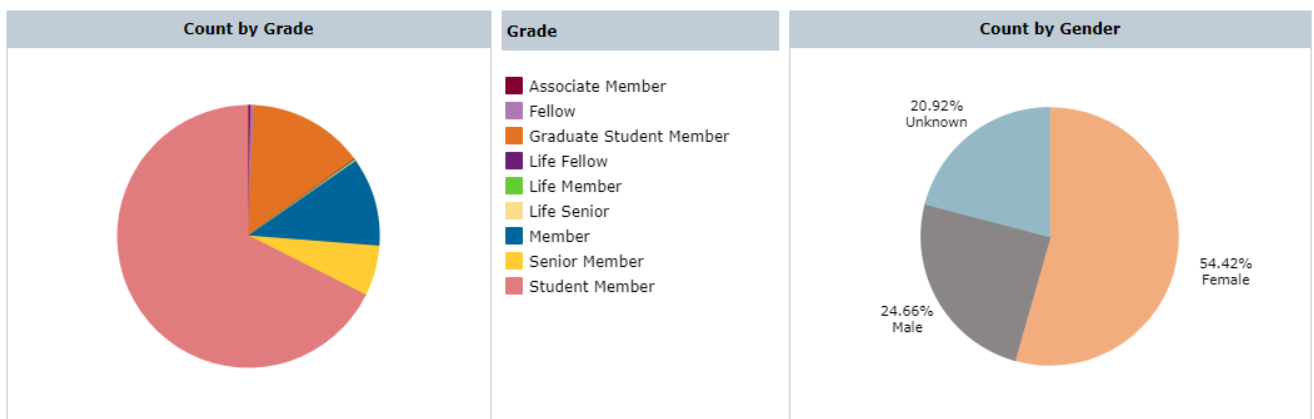 Count by Grade
Grade
Associate Member
Fellow
Graduate Student Member
Life Fellow
Life Member
Life Senior
Member
Senior Member
Student Member
Count by Gender
20.92%
Unknown
54.42%
Female
24.66%
Male